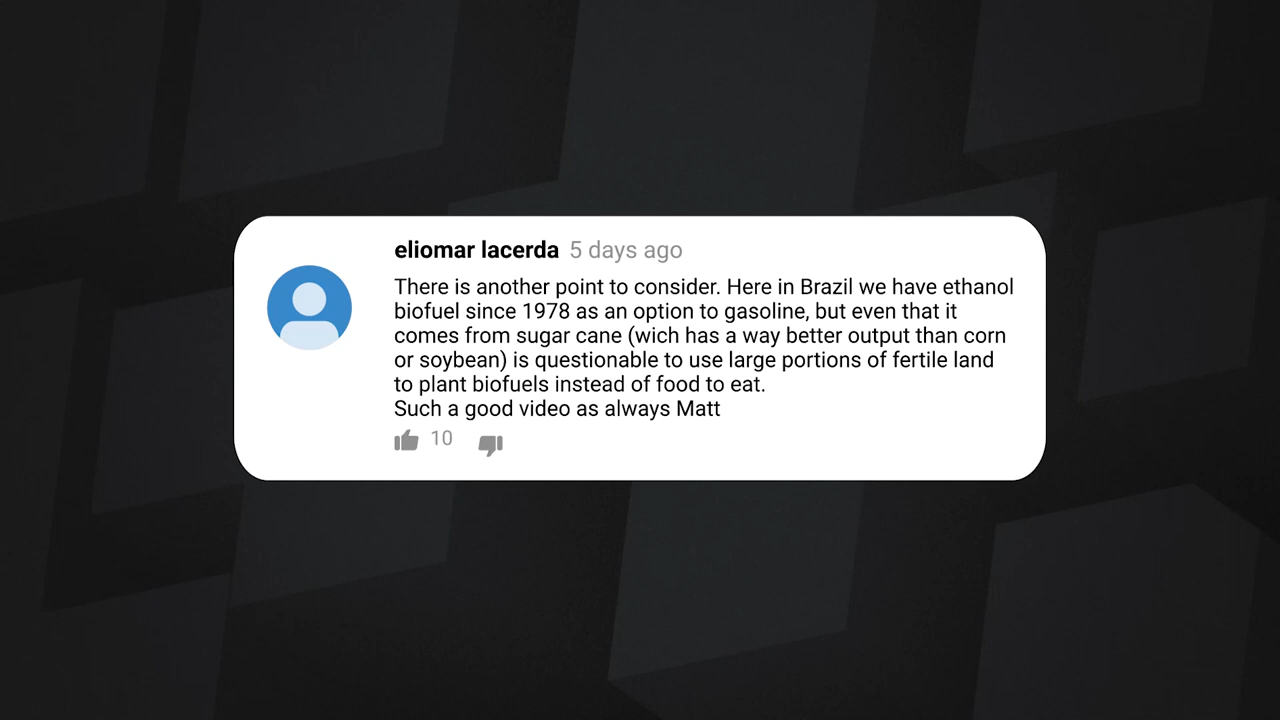 eliomar lacerda 5 days ago
There is another point to consider. Here in Brazil we have ethanol
biofuel since 1978 as an option to gasoline, but even that it
comes from sugar cane (wich has a way better output than corn
or soybean) is questionable to use large portions of fertile land
to plant biofuels instead of food to eat.
Such a good video as always Matt
10